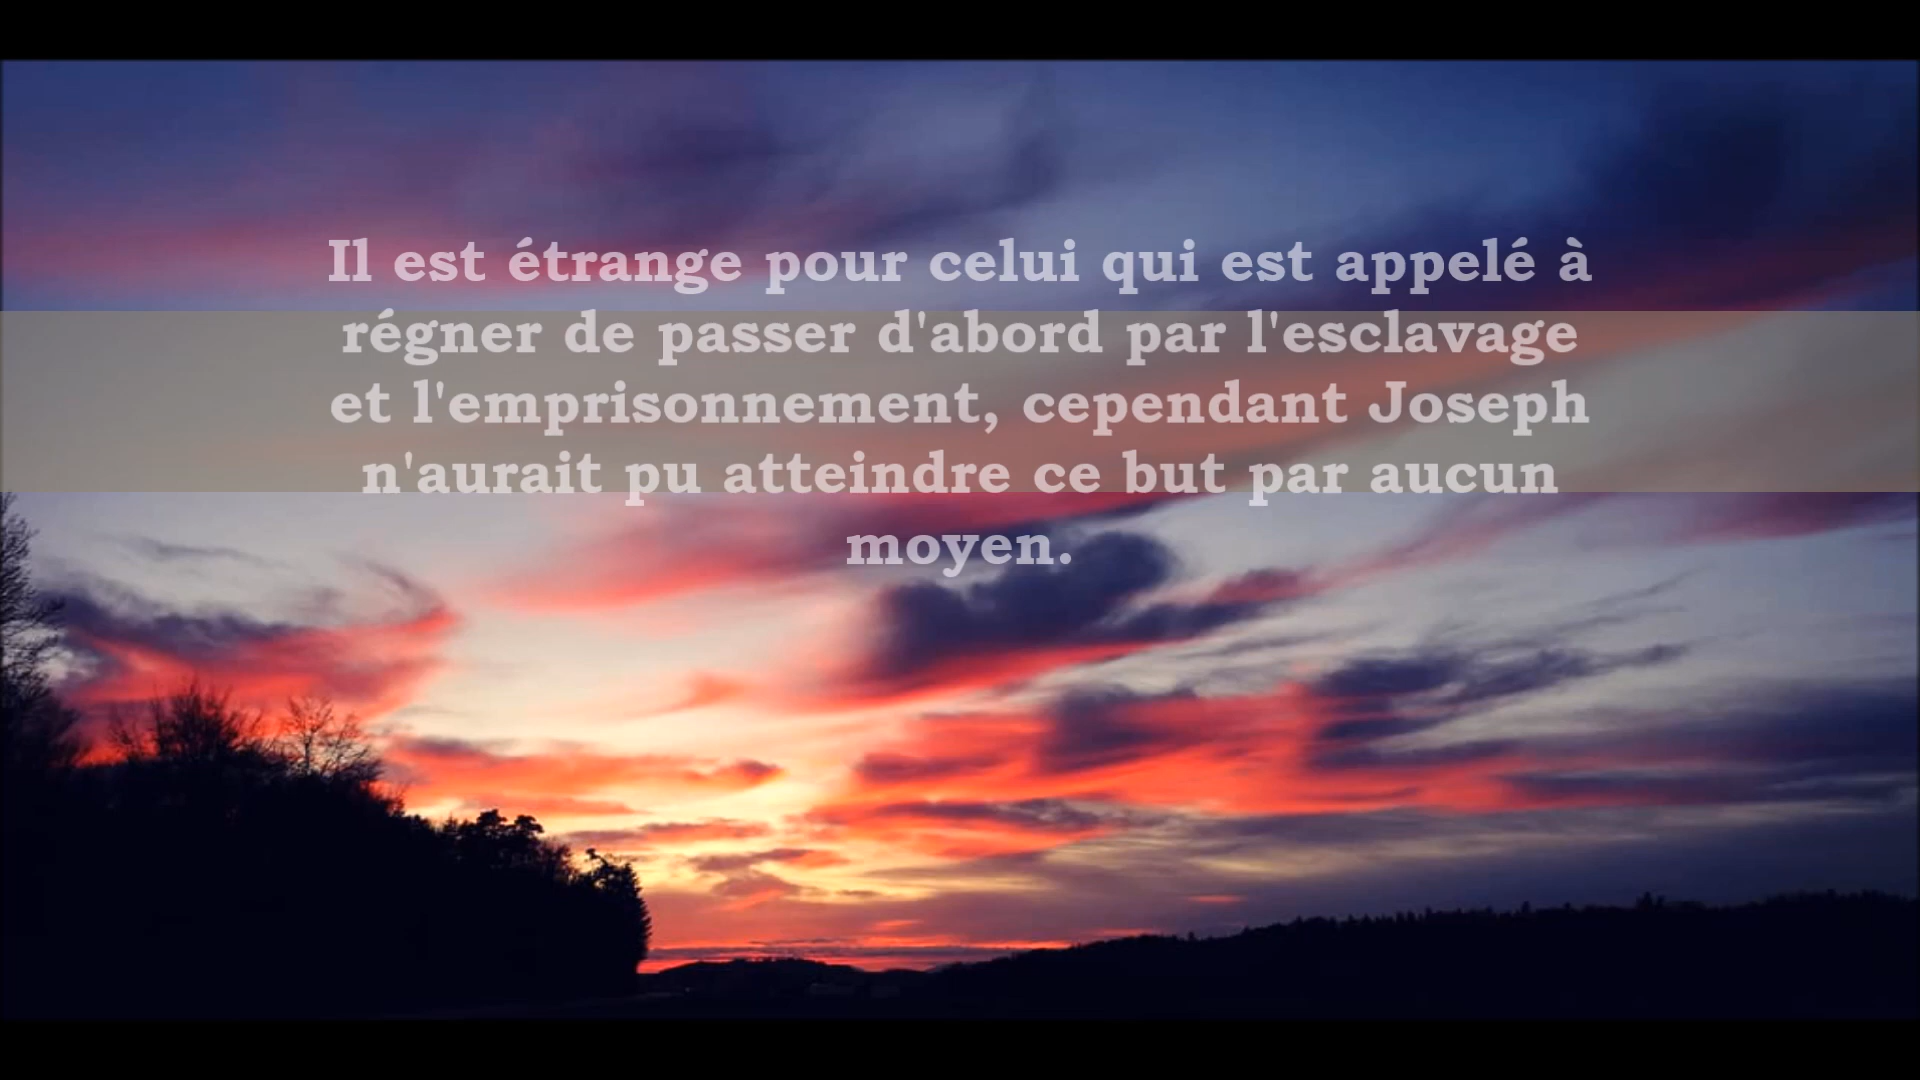 Il est étrange pour celui qui est appelé à
régner de passer d'abord par l'esclavage
et l'emprisonnement, cependant Joseph
n'aurait pu atteindre ce but par aucun
moyen.